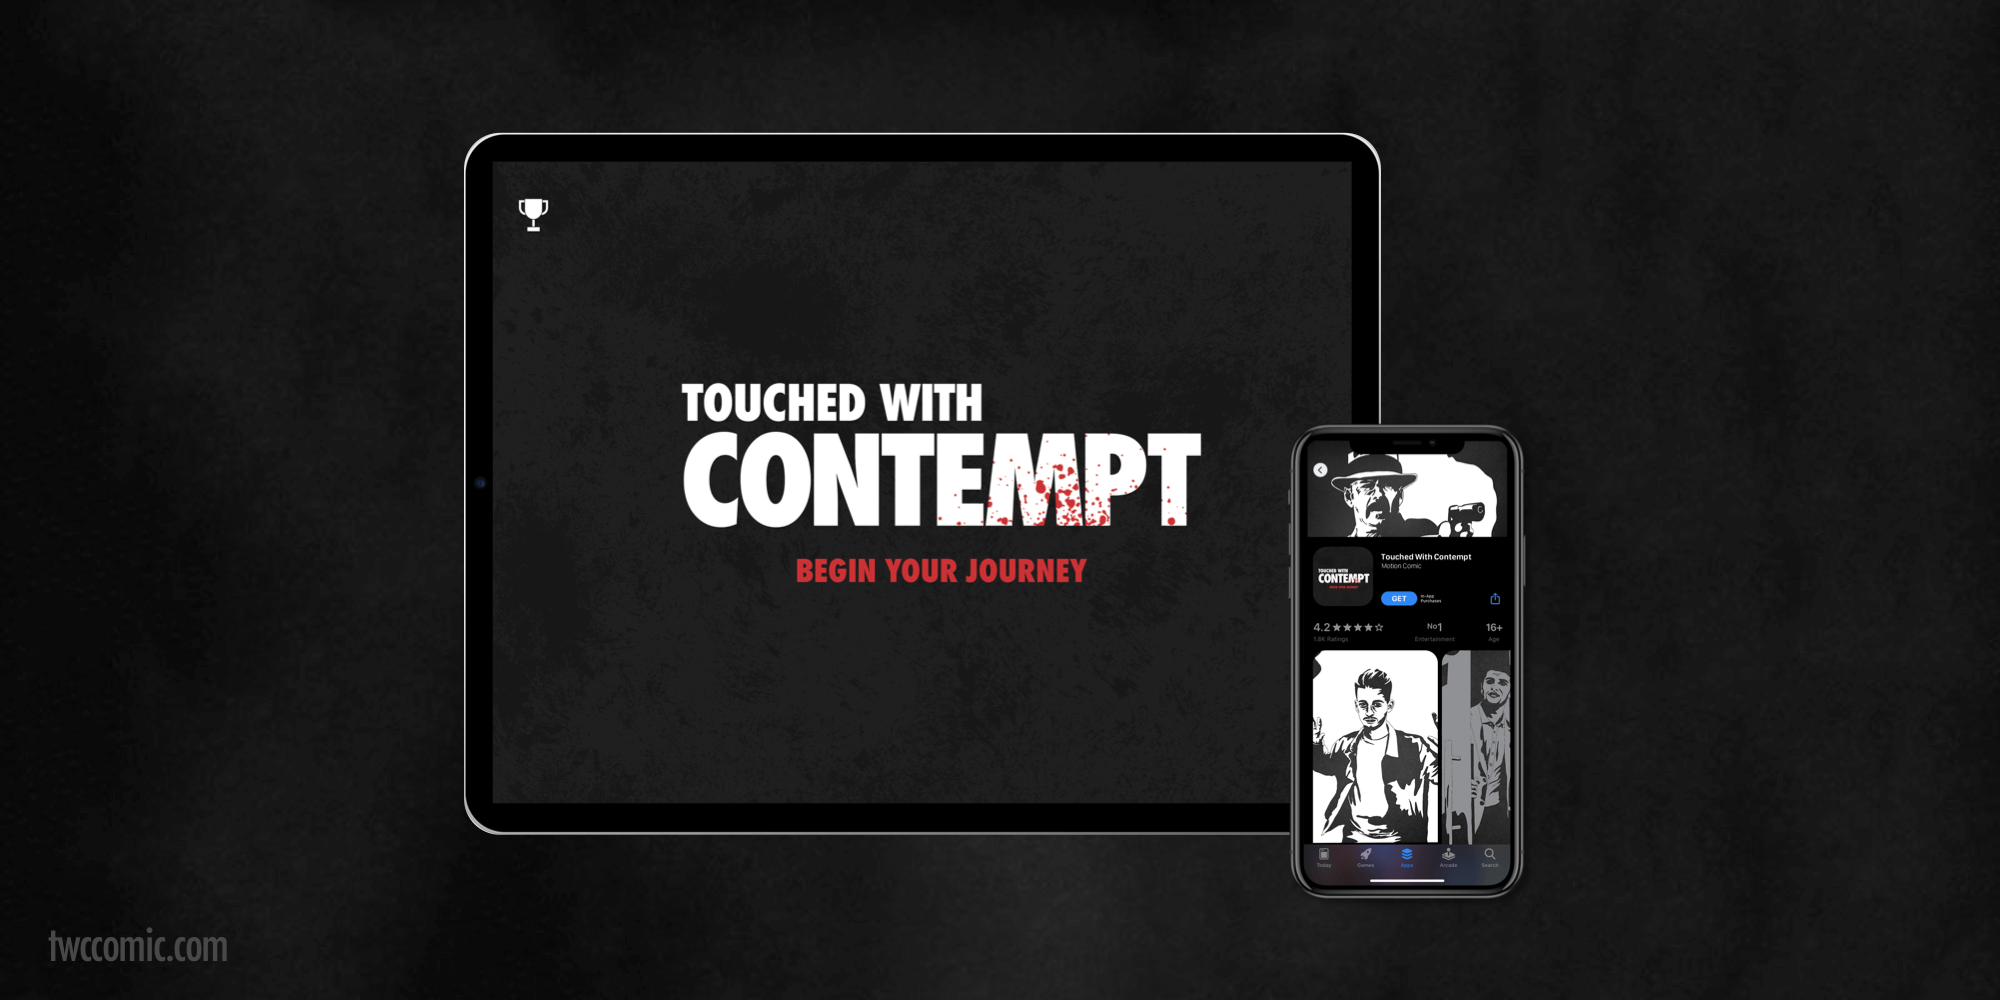 TOUCHED WITH
CONTEMPT
BEGIN YOUR JOURNEY
Touched With Contempt
Motion Comic
TOUCHED WITH
CONTEMPT
GET
In-App
Purchases
4.2★★★★☆
No1
16+
1.8K Ratings
Entertainment
Age
Today
Games
Apps
Arcade
Search
twccomic.com